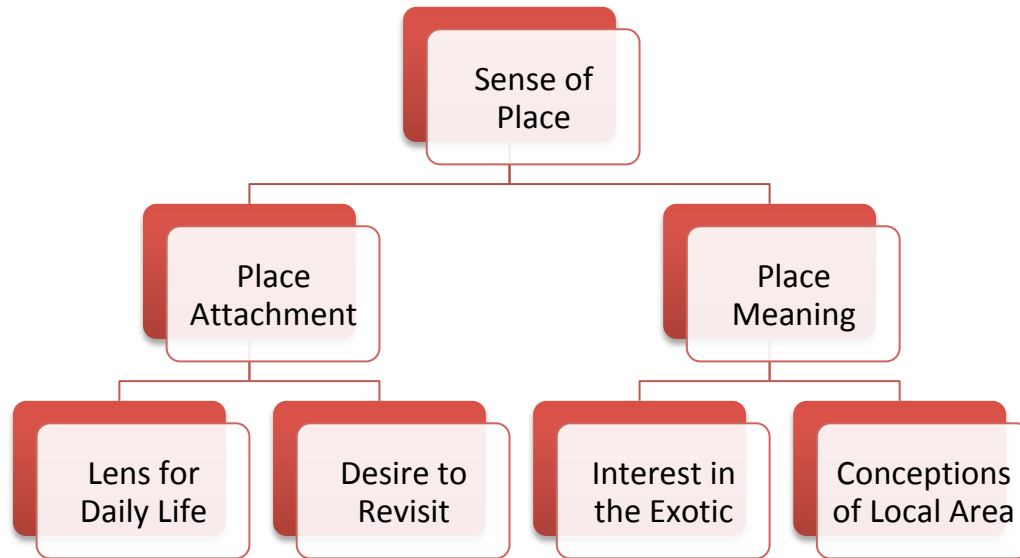 Sense of
Place
Place
Attachment
Place
Meaning
Lens for
Daily Life
Desire to
Revisit
Interest in
the Exotic
Conceptions
of Local Area